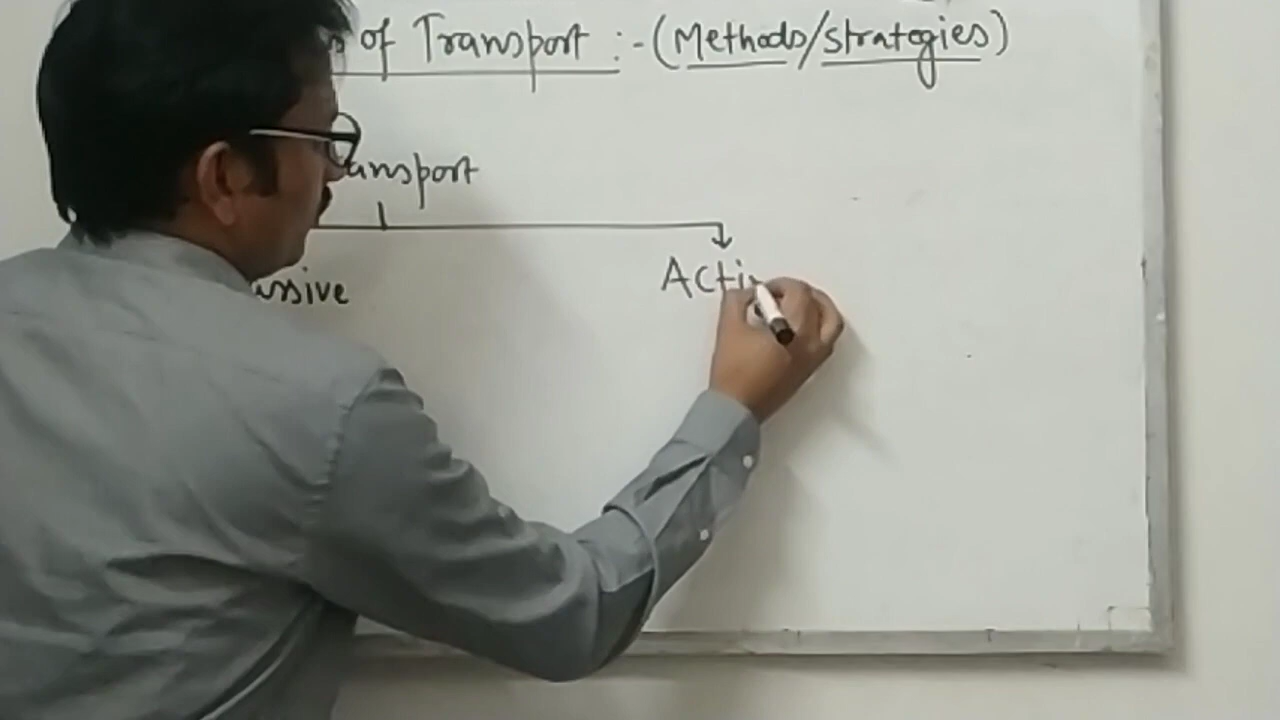 of Transport :- (Methods/strategies)
ansport
ssive
Acti